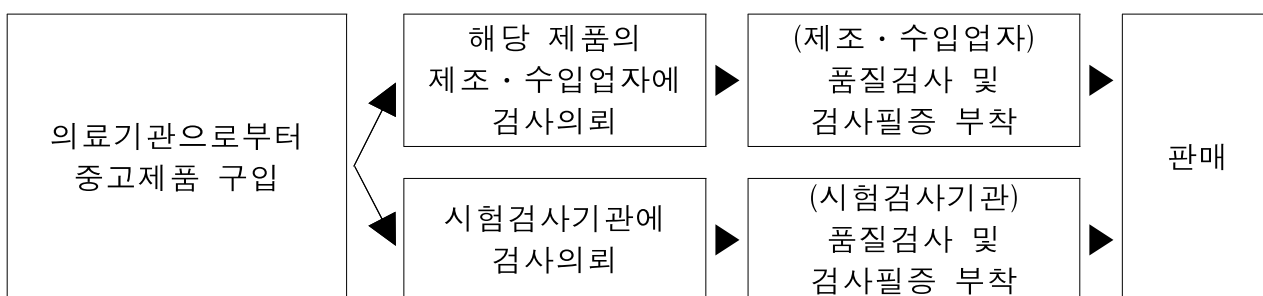 의료기관으로부터
중고제품 구입
해당 제품의
제조·수입업자에
검사의뢰
(제조·수입업자)
품질검사 및
검사필증 부착
시험검사기관에
검사의뢰
(시험검사기관)
품질검사 및
검사필증 부착
판매